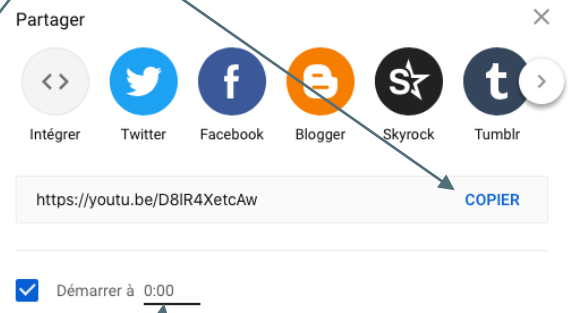 Partager
Intégrer Twitter Facebook Blogger Skyrock Tumblr
https://youtu.be/D8lR4XetcAw COPIER
Démarrer à 0:00